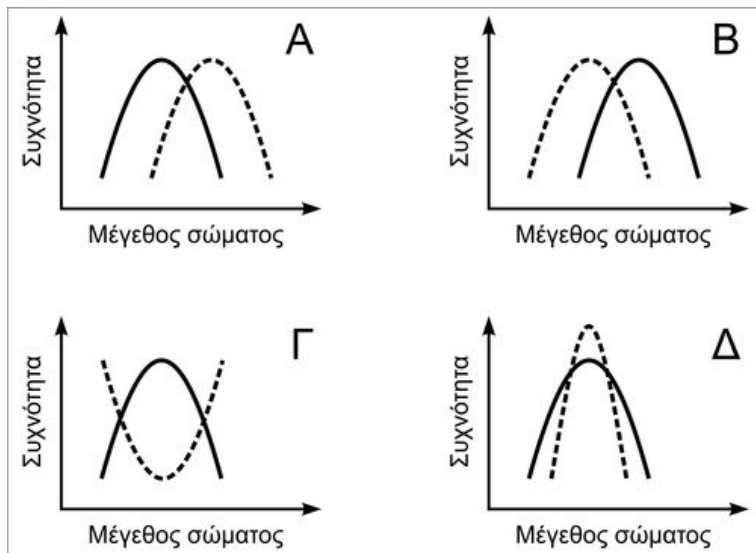 Α
Συχνότητα
Μέγεθος σώματος
Β
Συχνότητα
Μέγεθος σώματος
Γ
Συχνότητα
Μέγεθος σώματος
Δ
Συχνότητα
Μέγεθος σώματος